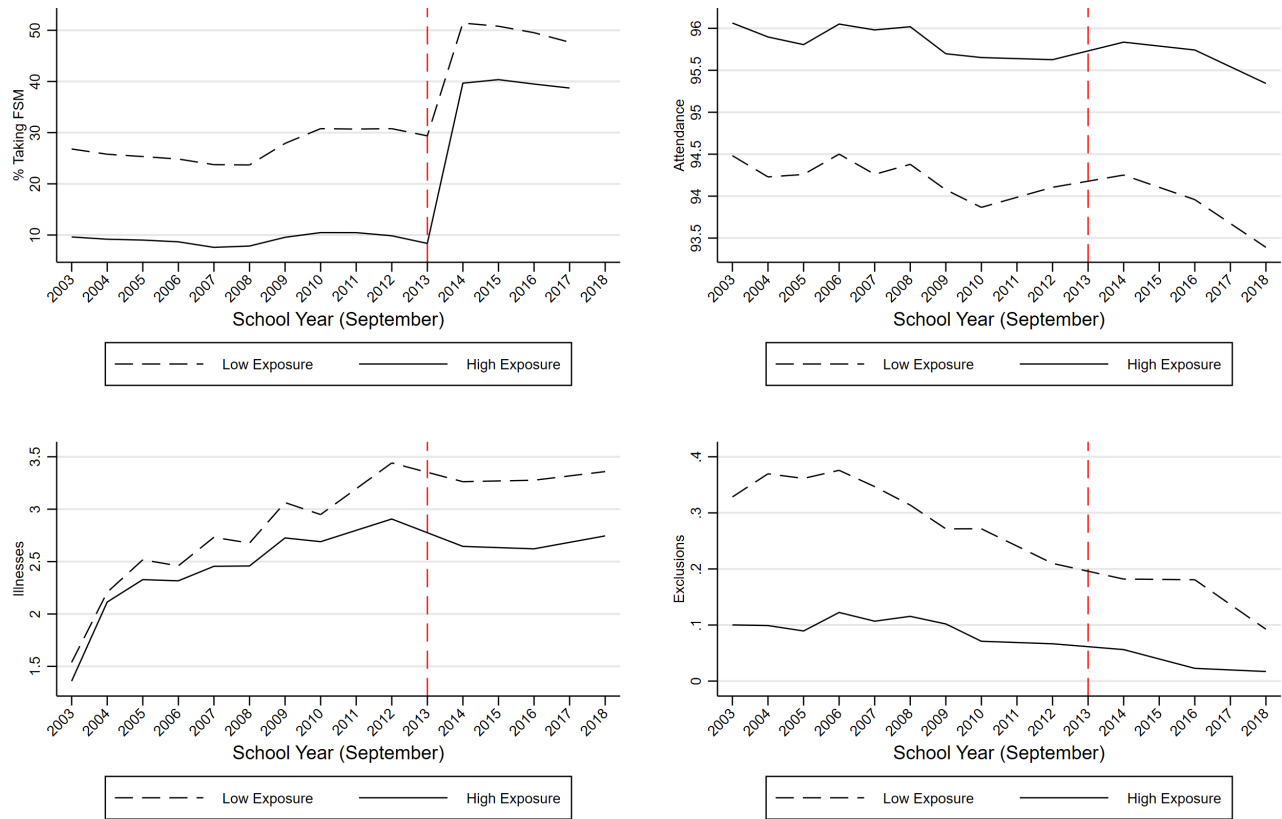 % Taking FSM
50
40
30
20
10
2003 2004 2005 2006 2007 2008 2009 2010 2011 2012 2013 2014 2015 2016 2017 2018
School Year (September)
Low Exposure High Exposure
Attendance
96
95.5
95
94.5
94
93.5
2003 2004 2005 2006 2007 2008 2009 2010 2011 2012 2013 2014 2015 2016 2017 2018
School Year (September)
Low Exposure High Exposure
Illnesses
3.5
3
2.5
2
1.5
2003 2004 2005 2006 2007 2008 2009 2010 2011 2012 2013 2014 2015 2016 2017 2018
School Year (September)
Low Exposure High Exposure
Exclusions
.4
.3
.2
.1
0
2003 2004 2005 2006 2007 2008 2009 2010 2011 2012 2013 2014 2015 2016 2017 2018
School Year (September)
Low Exposure High Exposure